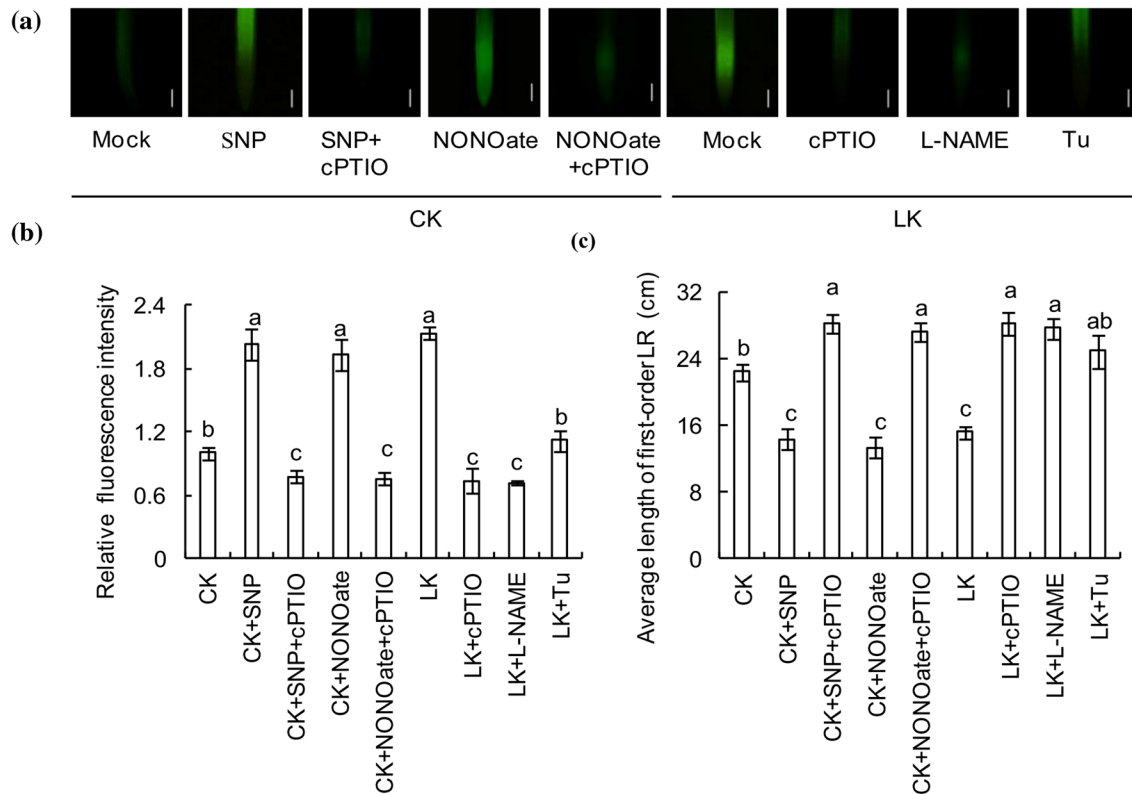 (a)
Mock
SNP
SNP+
cPTIO
NONOate
NONOate
+cPTIO
Mock
cPTIO
L-NAME
Tu
CK
LK
(b)
Relative fluorescence intensity
2.4
1.8
1.2
0.6
0
b
a
c
a
c
a
c
c
b
CK
CK+SNP
CK+SNP+cPTIO
CK+NONOate
CK+NONOate+cPTIO
LK
LK+cPTIO
LK+L-NAME
LK+Tu
(c)
Average length of first-order LR (cm)
32
24
16
8
0
b
c
a
c
a
c
a
a
ab
CK
CK+SNP
CK+SNP+cPTIO
CK+NONOate
CK+NONOate+cPTIO
LK
LK+cPTIO
LK+L-NAME
LK+Tu